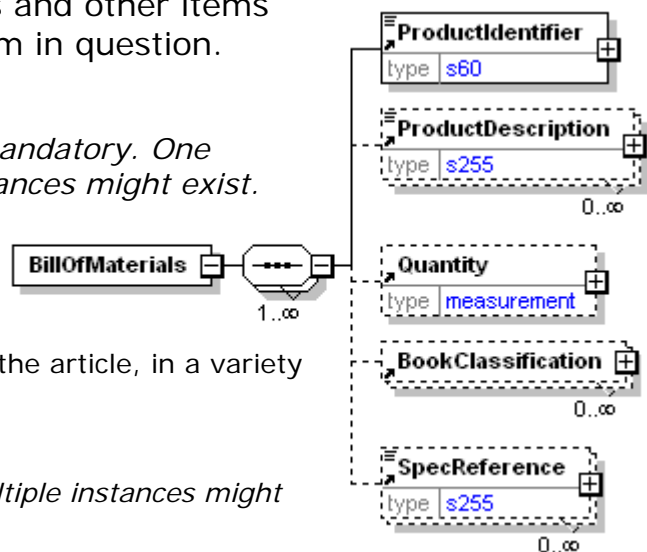 s and other items
m in question.
andatory. One
ances might exist.
the article, in a variety
ltiple instances might
BillOfMaterials
1..∞
ProductIdentifier
type s60
ProductDescription
type s255
0..∞
Quantity
type measurement
BookClassification
0..∞
SpecReference
type s255
0..∞